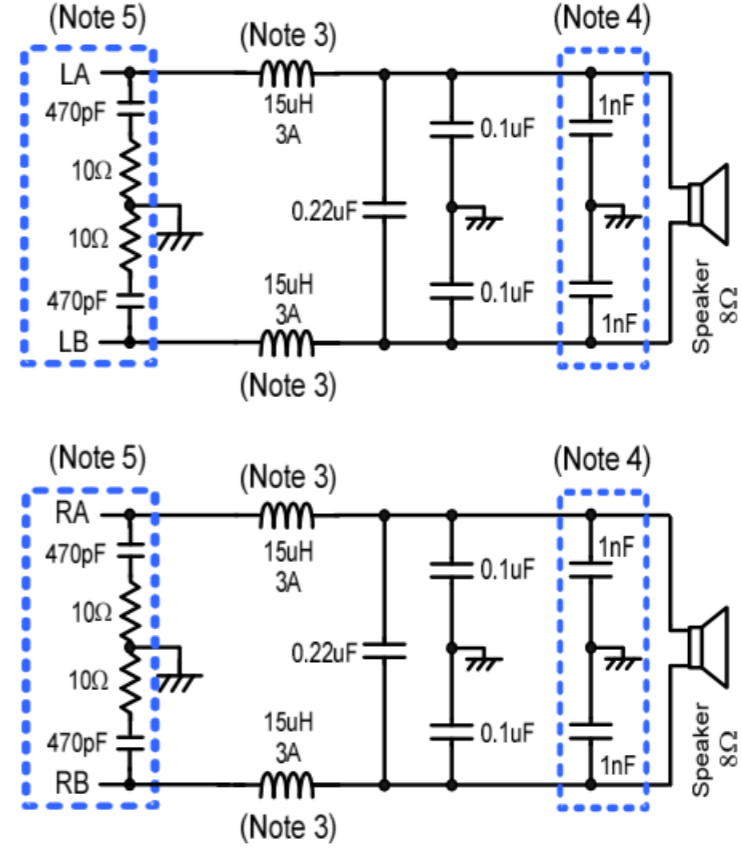 (Note 5)
(Note 3)
(Note 4)
LA
15uH
3A
1nF
470pF
0.1uF
10Ω
0.22uF
10Ω
15uH
3A
0.1uF
470pF
1nF
LB
(Note 3)
Speaker
8Ω
(Note 5)
(Note 3)
(Note 4)
RA
15uH
3A
1nF
470pF
0.1uF
10Ω
0.22uF
10Ω
15uH
3A
0.1uF
470pF
1nF
RB
(Note 3)
Speaker
8Ω